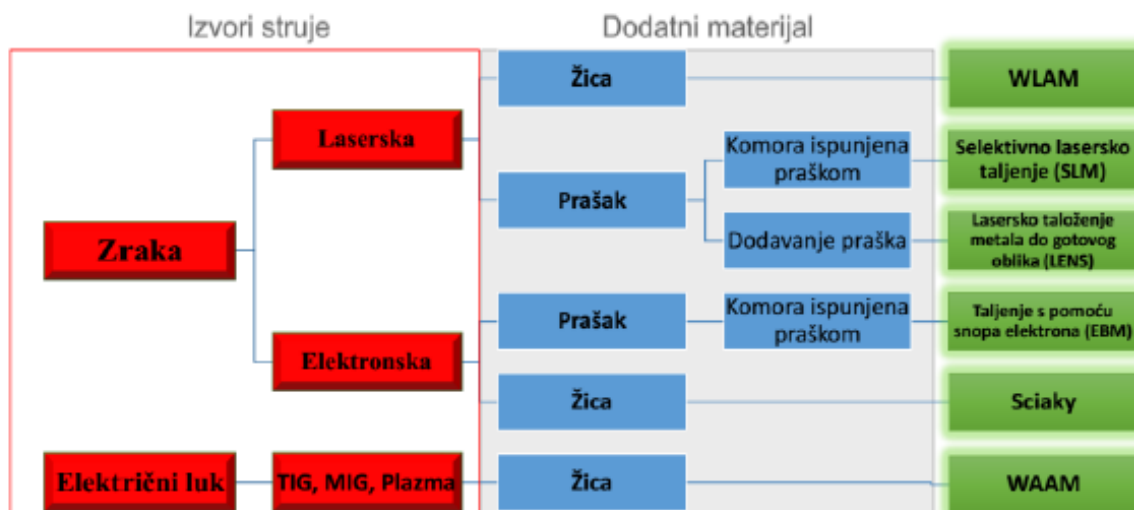 Izvori struje
Dodatni materijal
Žica
WLAM
Laserska
Komora ispunjena
praškom
Selektivno lasersko
taljenje (SLM)
Prašak
Zraka
Dodavanje praška
Lasersko taloženje
metala do gotovog
oblika (LENS)
Prašak
Komora ispunjena
praškom
Taljenje s pomoću
snopa elektrona (EBM)
Elektronska
Žica
Sciaky
Električni luk
TIG, MIG, Plazma
Žica
WAAM